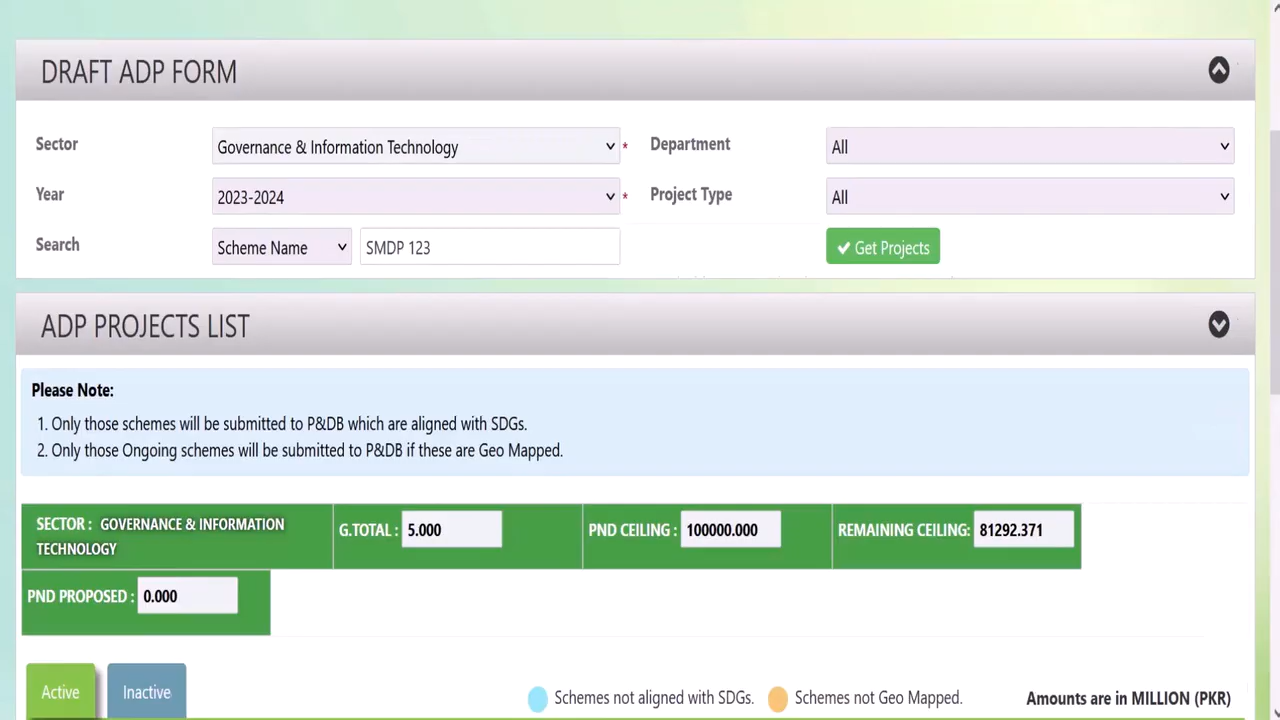 DRAFT ADP FORM
Sector Governance & Information Technology * Department All
Year 2023-2024 * Project Type All
Search Scheme Name SMDP 123 Get Projects
ADP PROJECTS LIST
Please Note:
1. Only those schemes will be submitted to P&DB which are aligned with SDGs.
2. Only those Ongoing schemes will be submitted to P&DB if these are Geo Mapped.
SECTOR : GOVERNANCE & INFORMATION
TECHNOLOGY
G.TOTAL : 5.000
PND CEILING : 100000.000
REMAINING CEILING: 81292.371
PND PROPOSED : 0.000
Active Inactive
Schemes not aligned with SDGs. Schemes not Geo Mapped. Amounts are in MILLION (PKR)